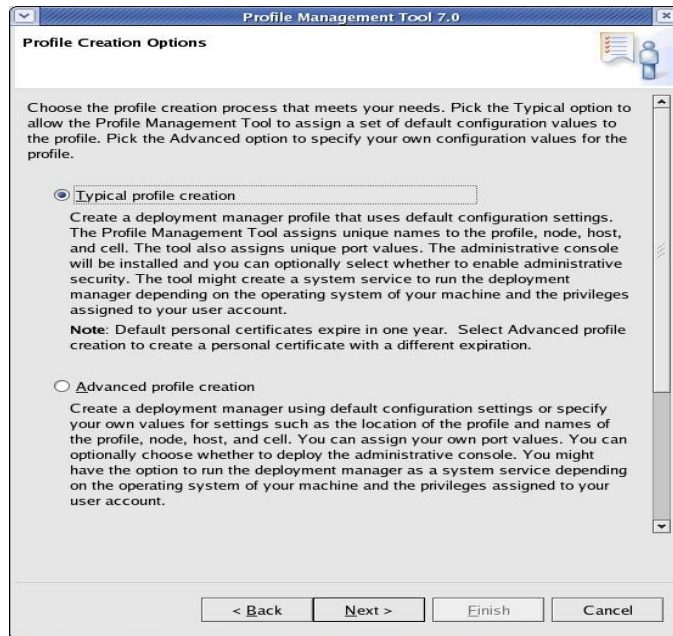 Profile Management Tool 7.0
Profile Creation Options
Choose the profile creation process that meets your needs. Pick the Typical option to
allow the Profile Management Tool to assign a set of default configuration values to
the profile. Pick the Advanced option to specify your own configuration values for the
profile.
Typical profile creation
Create a deployment manager profile that uses default configuration settings.
The Profile Management Tool assigns unique names to the profile, node, host,
and cell. The tool also assigns unique port values. The administrative console
will be installed and you can optionally select whether to enable administrative
security. The tool might create a system service to run the deployment
manager depending on the operating system of your machine and the privileges
assigned to your user account.
Note: Default personal certificates expire in one year. Select Advanced profile
creation to create a personal certificate with a different expiration.
Advanced profile creation
Create a deployment manager using default configuration settings or specify
your own values for settings such as the location of the profile and names of
the profile, node, host, and cell. You can assign your own port values. You can
optionally choose whether to deploy the administrative console. You might
have the option to run the deployment manager as a system service depending
on the operating system of your machine and the privileges assigned to your
user account.
< Back Next > Finish Cancel